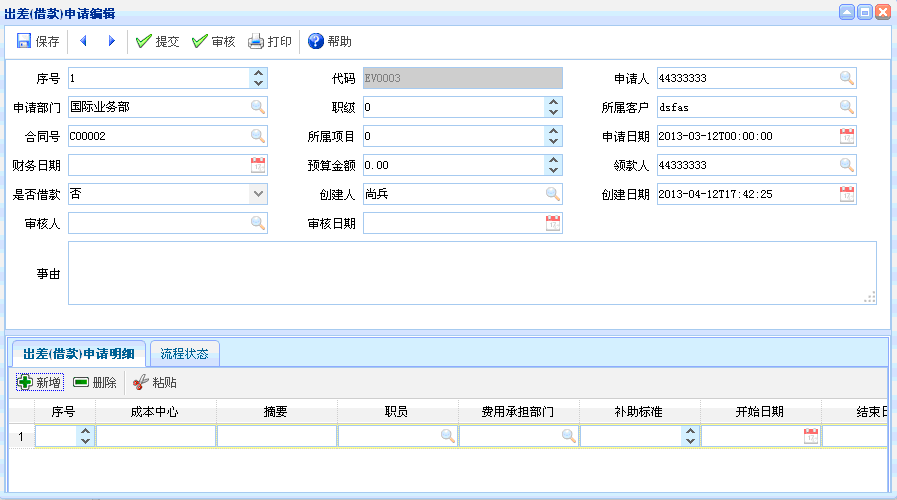 出差(借款)申请编辑
保存 提交 审核 打印 帮助
序号 1 代码 EV0003 申请人 44333333
申请部门 国际业务部 职级 0 所属客户 dsfas
合同号 C00002 所属项目 0 申请日期 2013-03-12T00:00:00
财务日期 预算金额 0.00 领款人 44333333
是否借款 否 创建人 尚兵 创建日期 2013-04-12T17:42:25
审核人 审核日期
事由
出差(借款)申请明细 流程状态
新增 删除 粘贴
序号 成本中心 摘要 职员 费用承担部门 补助标准 开始日期 结束日
1